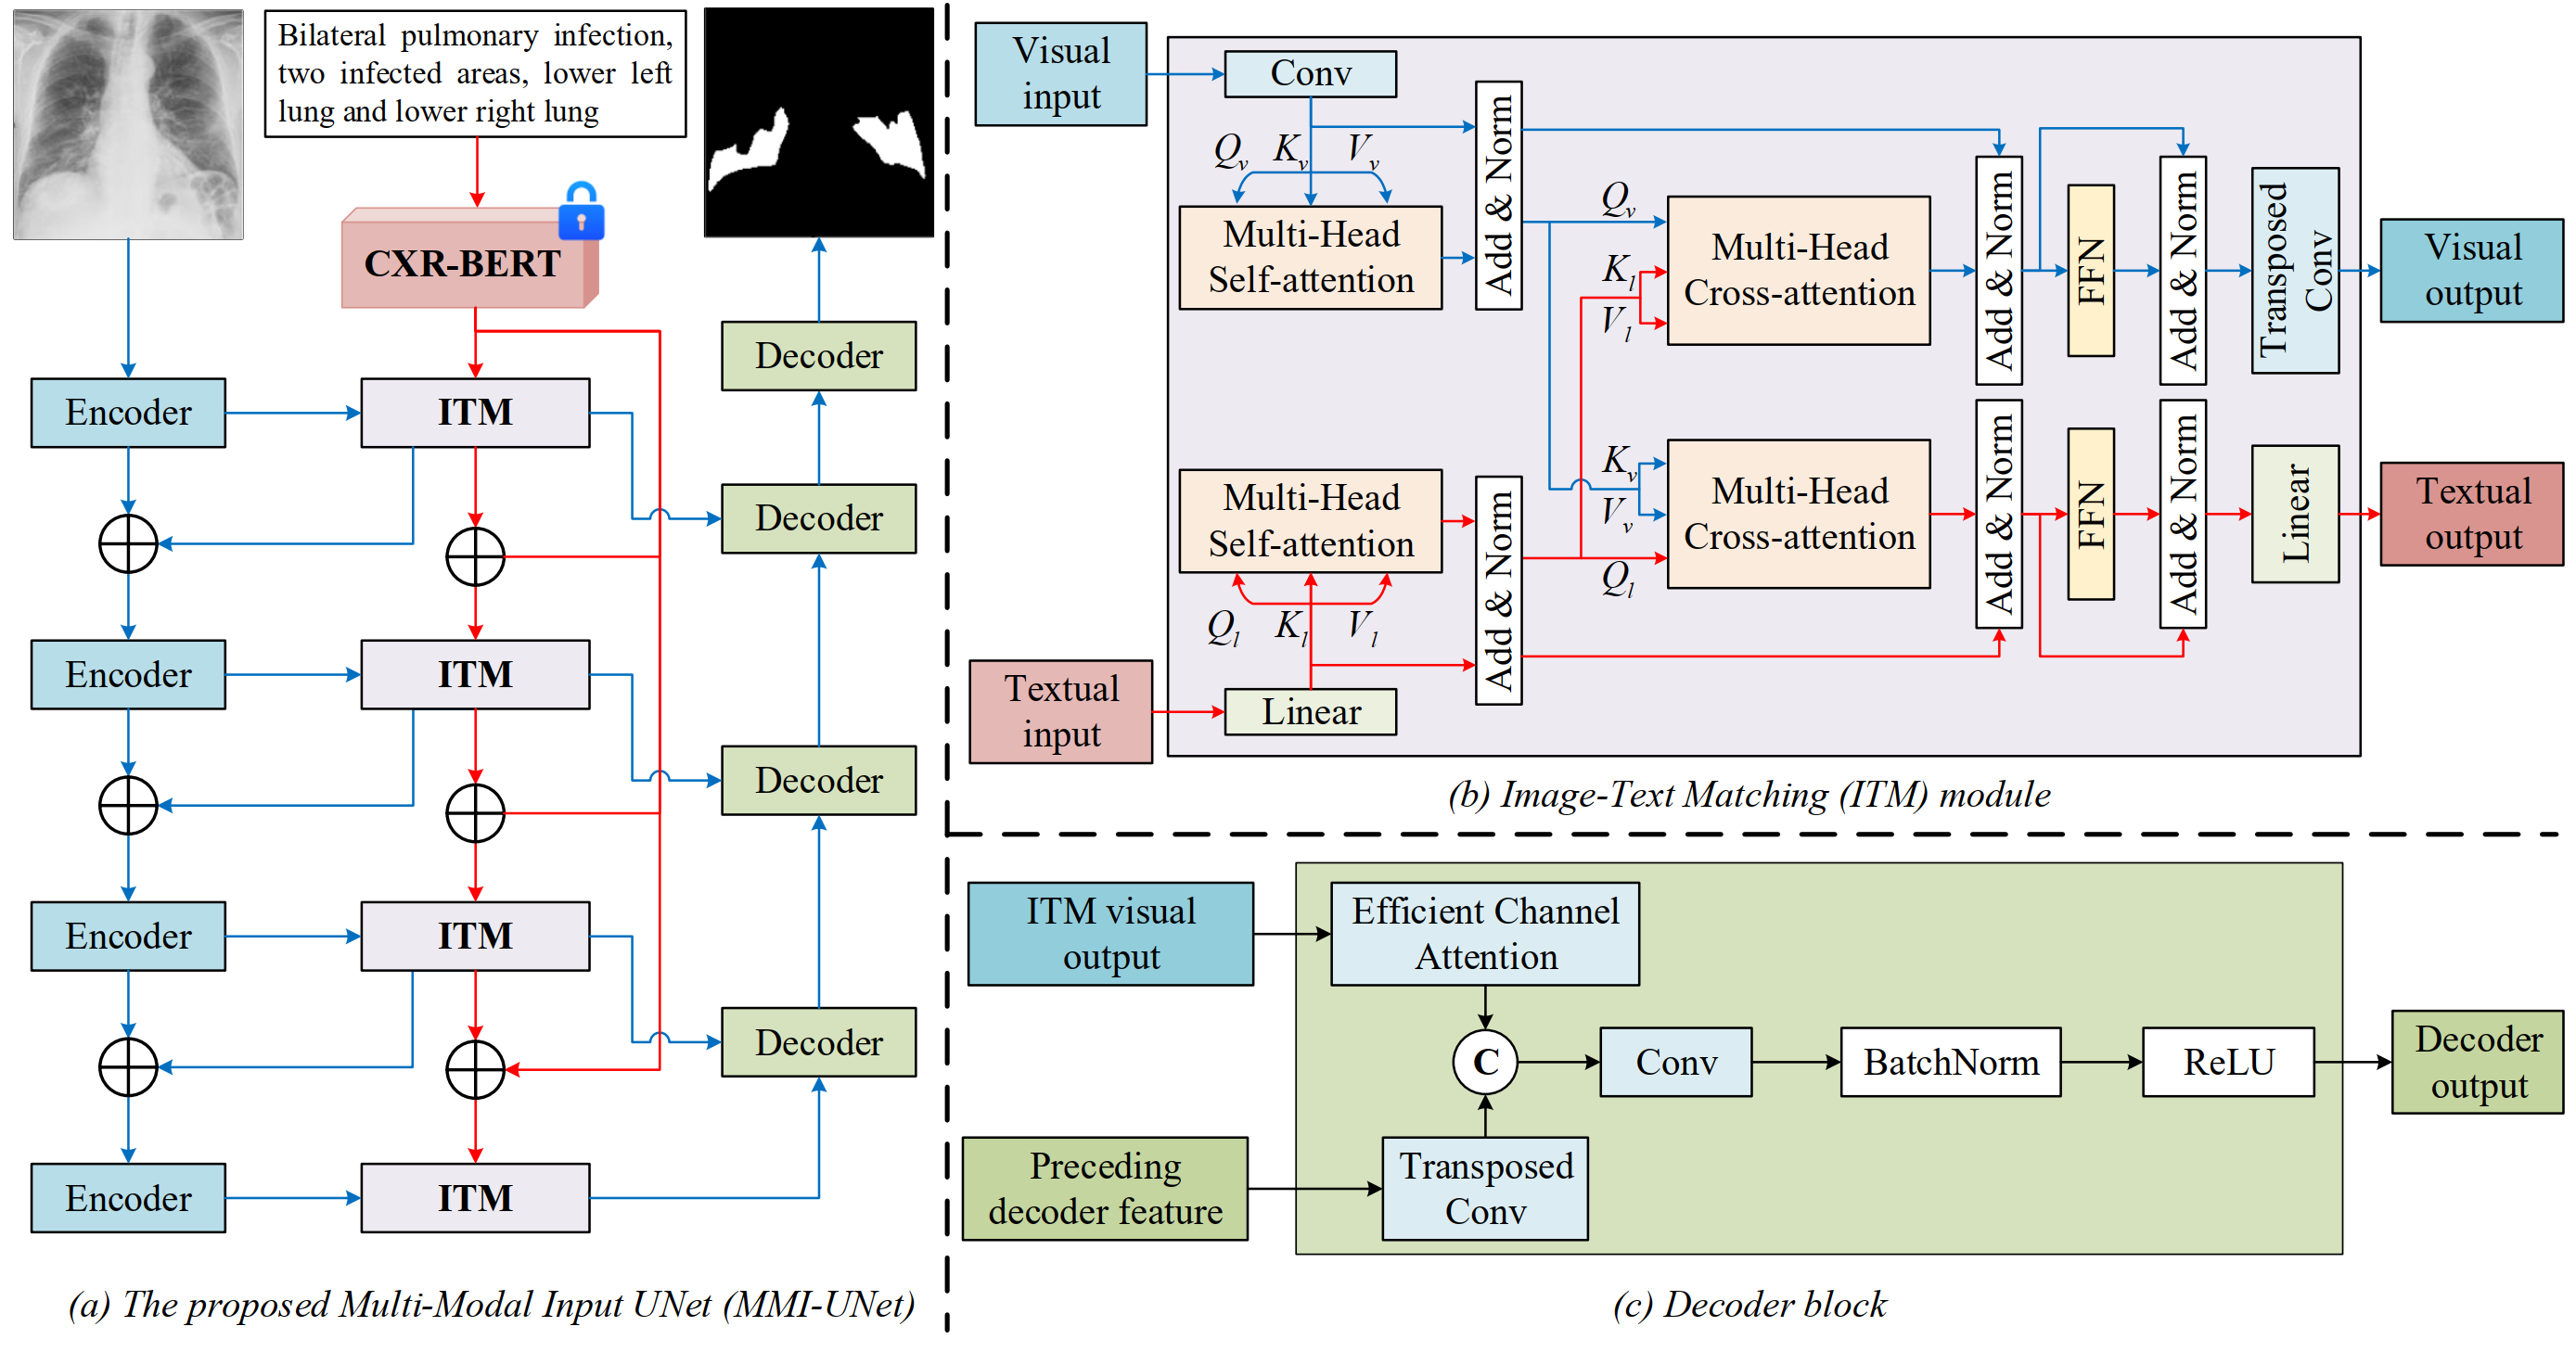 Bilateral pulmonary infection,
two infected areas, lower left
lung and lower right lung
CXR-BERT
Encoder
ITM
Decoder
Decoder
Encoder
ITM
Decoder
Encoder
ITM
Decoder
Encoder
ITM
(a) The proposed Multi-Modal Input UNet (MMI-UNet)
Visual
input
Conv
Q_v
K_v
V_v
Multi-Head
Self-attention
Add & Norm
Q_v
K_l
V_l
Multi-Head
Cross-attention
Add & Norm
FFN
Add & Norm
Transposed
Conv
Visual
output
Textual
input
Linear
Q_l
K_l
V_l
Multi-Head
Self-attention
Add & Norm
K_v
V_v
Q_l
Multi-Head
Cross-attention
Add & Norm
FFN
Add & Norm
Linear
Textual
output
(b) Image-Text Matching (ITM) module
ITM visual
output
Efficient Channel
Attention
C
Conv
BatchNorm
ReLU
Decoder
output
Preceding
decoder feature
Transposed
Conv
(c) Decoder block